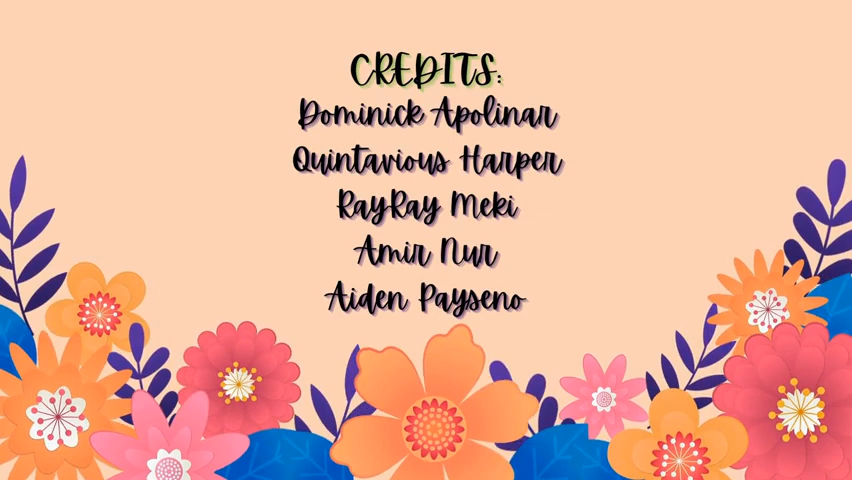 CREDITS:
Dominick Apolinar
Quintavious Harper
RayRay Meki
Amir Nur
Aiden Payseno